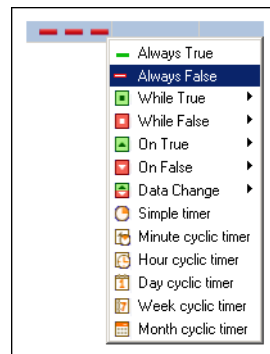 Always True
Always False
While True
While False
On True
On False
Data Change
Simple timer
Minute cyclic timer
Hour cyclic timer
Day cyclic timer
Week cyclic timer
Month cyclic timer